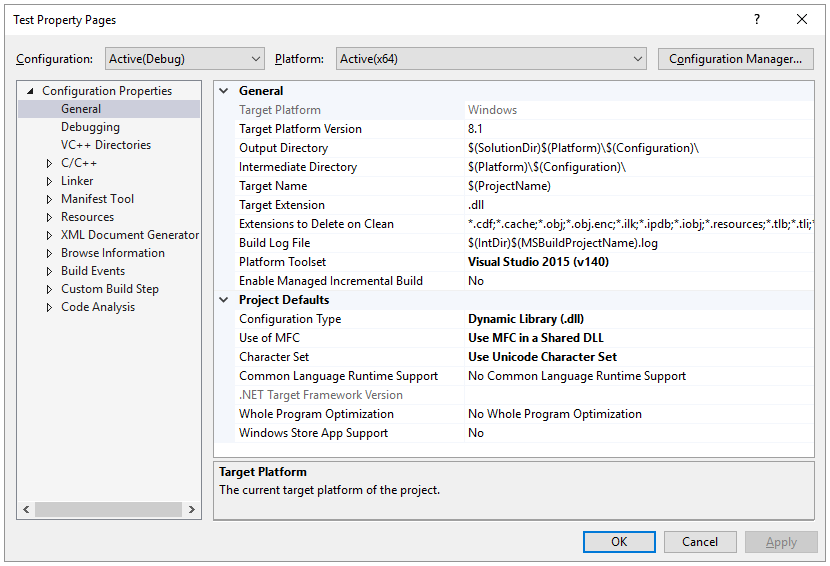 Test Property Pages
?
Configuration: Active(Debug) Platform: Active(x64) Configuration Manager...
Configuration Properties
General
Debugging
VC++ Directories
C/C++
Linker
Manifest Tool
Resources
XML Document Generator
Browse Information
Build Events
Custom Build Step
Code Analysis
General
Target Platform Windows
Target Platform Version 8.1
Output Directory $(SolutionDir)$(Platform)\$(Configuration)\
Intermediate Directory $(Platform)\$(Configuration)\
Target Name $(ProjectName)
Target Extension .dll
Extensions to Delete on Clean *.cdf;*.cache;*.obj;*.obj.enc;*.ilk;*.ipdb;*.iobj;*.resources;*.tlb;*.tli;*
Build Log File $(IntDir)$(MSBuildProjectName).log
Platform Toolset Visual Studio 2015 (v140)
Enable Managed Incremental Build No
Project Defaults
Configuration Type Dynamic Library (.dll)
Use of MFC Use MFC in a Shared DLL
Character Set Use Unicode Character Set
Common Language Runtime Support No Common Language Runtime Support
.NET Target Framework Version
Whole Program Optimization No Whole Program Optimization
Windows Store App Support No
Target Platform
The current target platform of the project.
OK Cancel Apply